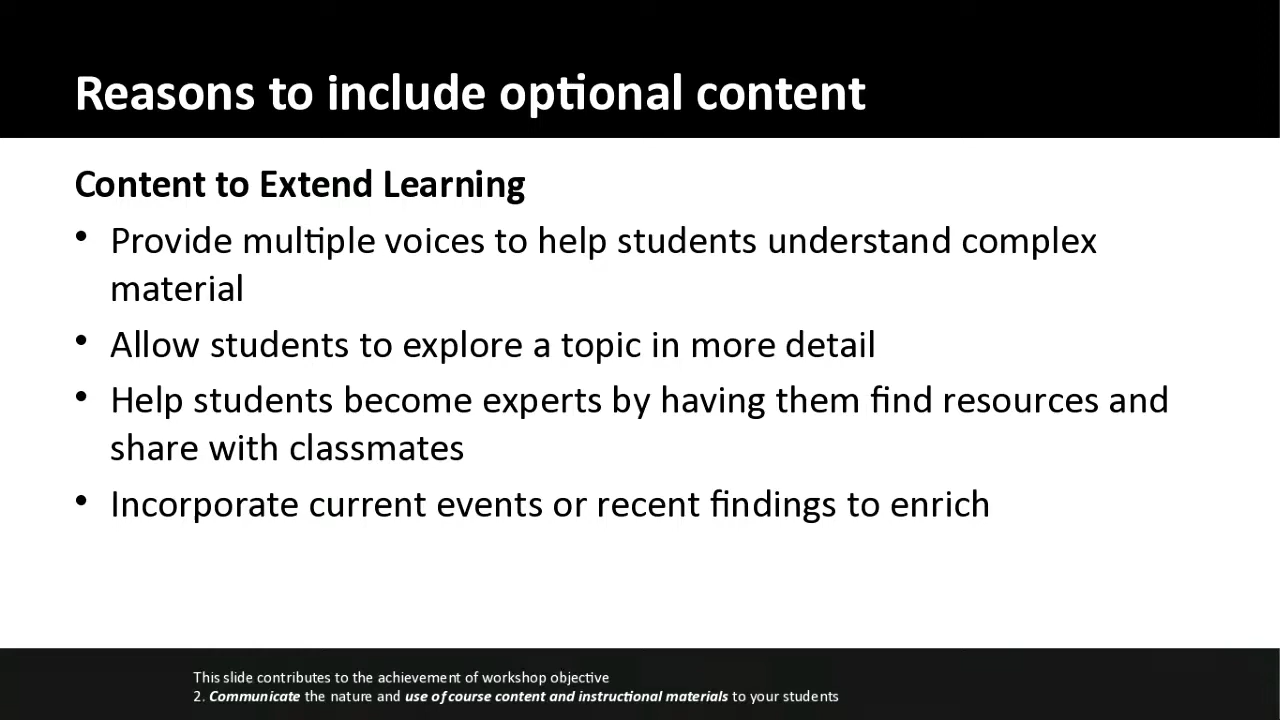 Reasons to include optional content
Content to Extend Learning
• Provide multiple voices to help students understand complex
material
• Allow students to explore a topic in more detail
• Help students become experts by having them find resources and
share with classmates
• Incorporate current events or recent findings to enrich
This slide contributes to the achievement of workshop objective
2. Communicate the nature and use of course content and instructional materials to your students